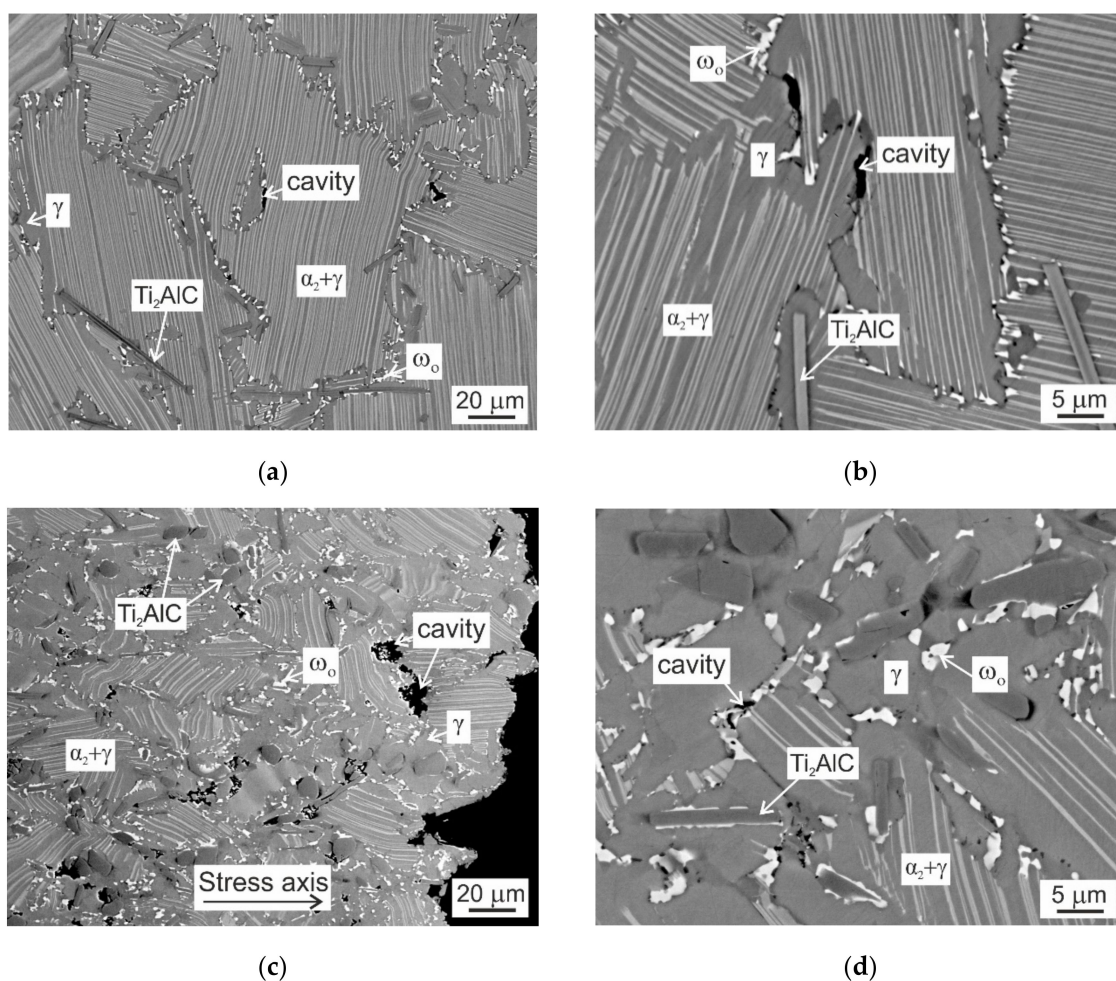 cavity
γ
α₂+γ
Ti₂AlC
ωₒ
20 μm
(a)
ωₒ
γ
cavity
α₂+γ
Ti₂AlC
5 μm
(b)
Ti₂AlC
cavity
ωₒ
γ
α₂+γ
Stress axis
20 μm
(c)
cavity
γ
ωₒ
Ti₂AlC
α₂+γ
5 μm
(d)